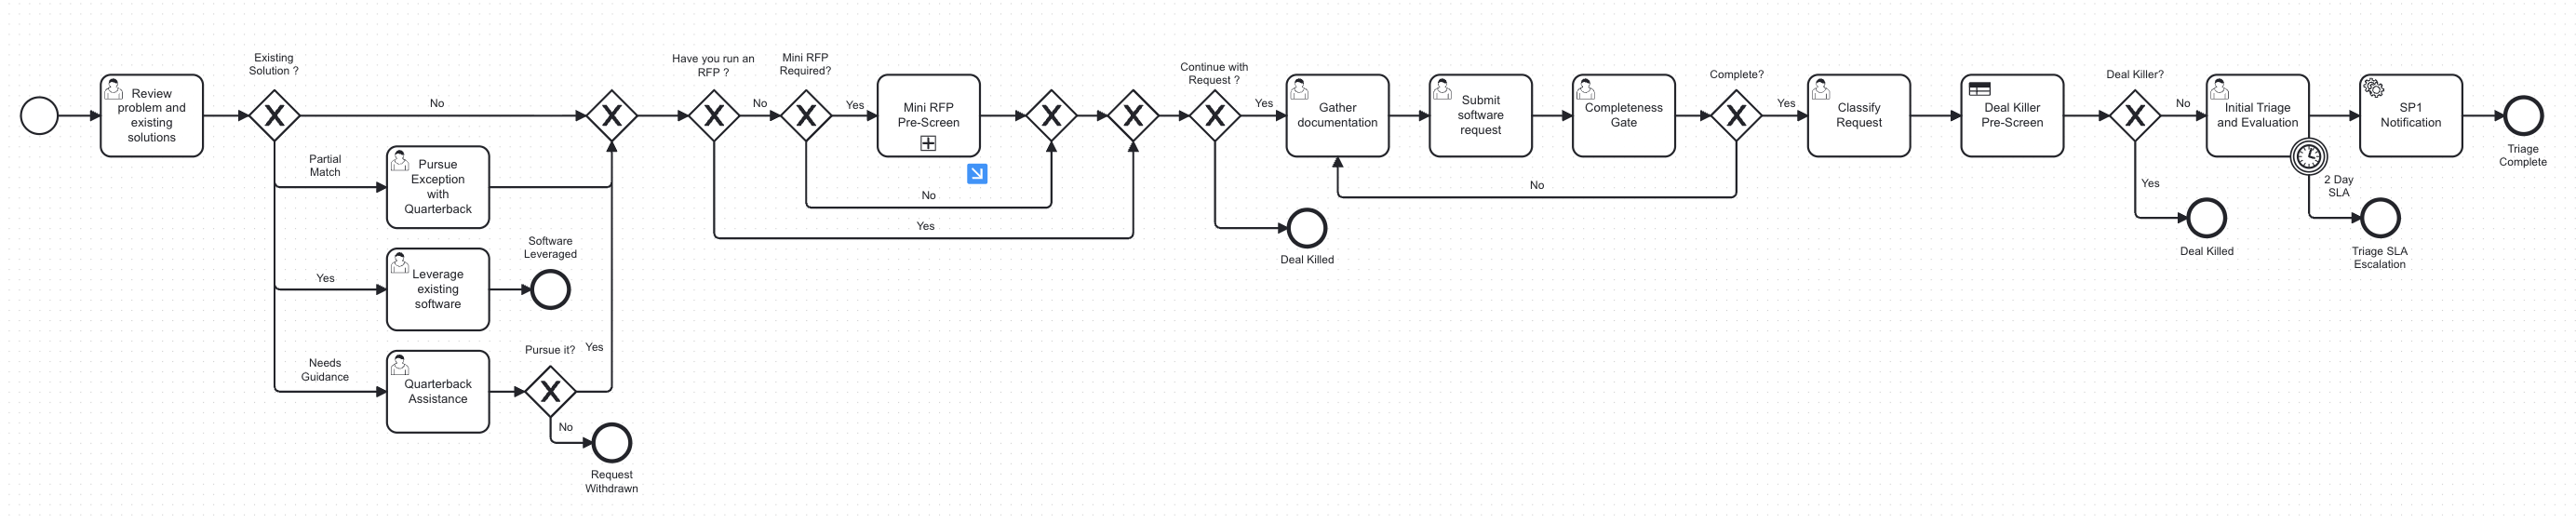 Existing
Solution ?
Review
problem and
existing
solutions
No
Partial
Match
Pursue
Exception
with
Quarterback
Yes
Leverage
existing
software
Software
Leveraged
Needs
Guidance
Quarterback
Assistance
Pursue it?
Yes
No
Request
Withdrawn
Have you run an
RFP ?
No
Mini RFP
Required?
Yes
Mini RFP
Pre-Screen
No
Yes
Continue with
Request ?
Yes
Deal Killed
Gather
documentation
Submit
software
request
Completeness
Gate
Complete?
Yes
No
Classify
Request
Deal Killer
Pre-Screen
Deal Killer?
No
Yes
Deal Killed
Initial Triage
and Evaluation
2 Day
SLA
Triage SLA
Escalation
SP1
Notification
Triage
Complete